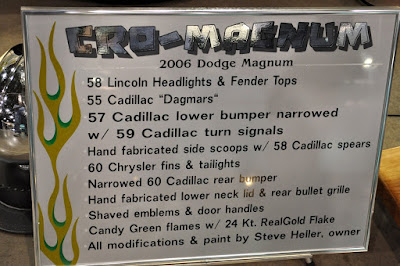 CRO-MAGNUM
2006 Dodge Magnum
58 Lincoln Headlights & Fender Tops
55 Cadillac "Dagmars"
57 Cadillac lower bumper narrowed
w/ 59 Cadillac turn signals
Hand fabricated side scoops w/ 58 Cadillac spears
60 Chrysler fins & tailights
Narrowed 60 Cadillac rear bumper
Hand fabricated lower neck lid & rear bullet grille
Shaved emblems & door handles
Candy Green flames w/ 24 Kt. RealGold Flake
All modifications & paint by Steve Heller, owner